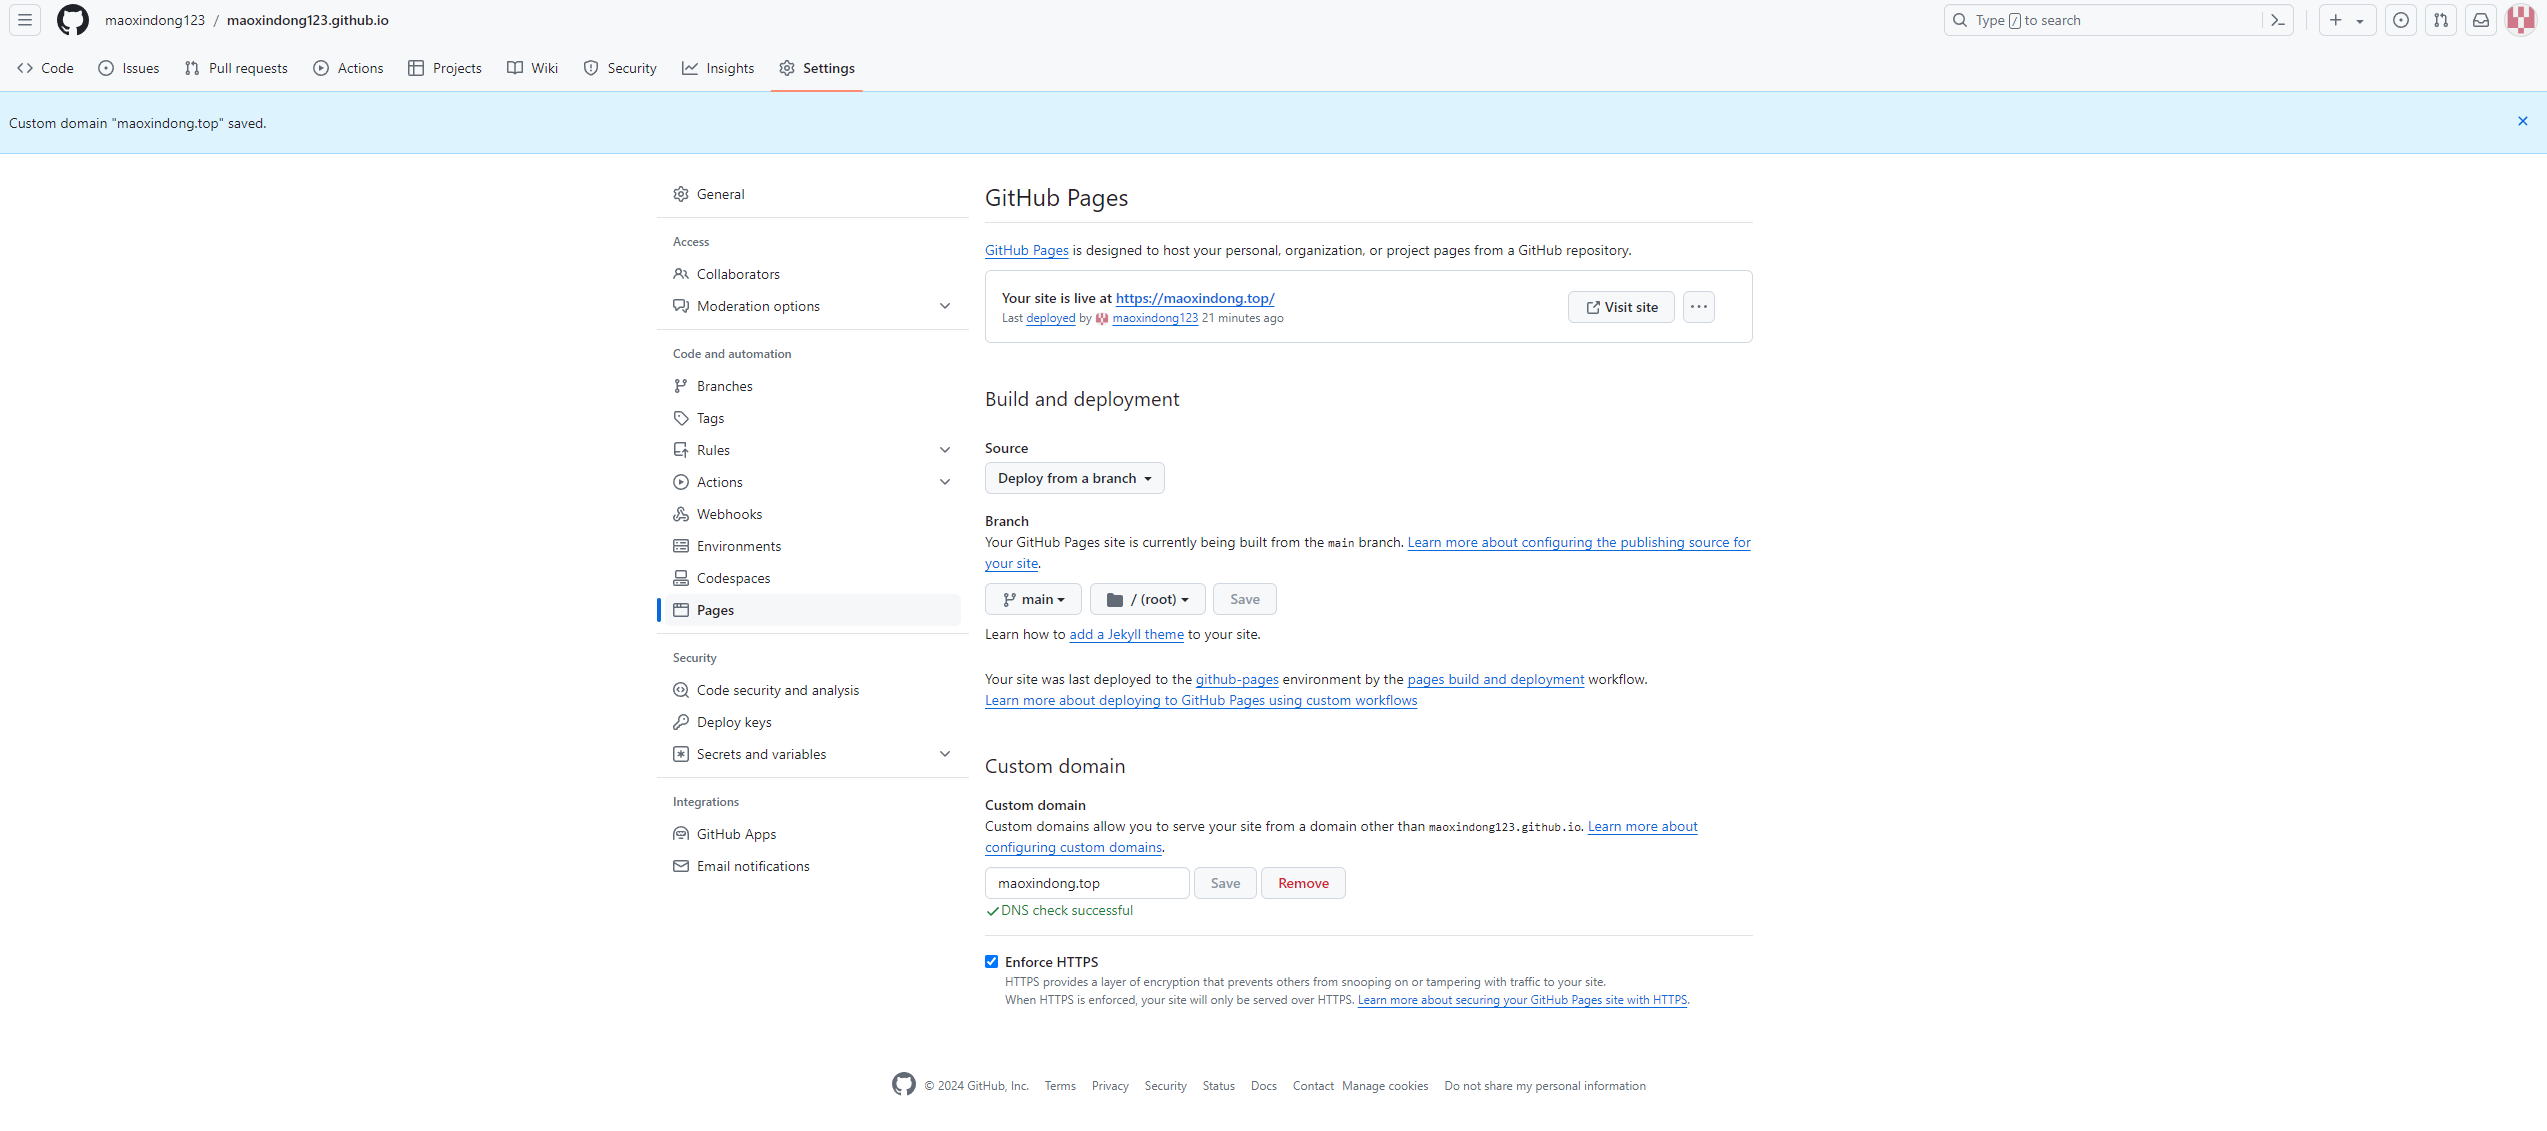 maoxindong123 / maoxindong123.github.io
Type / to search
Code Issues Pull requests Actions Projects Wiki Security Insights Settings
Custom domain "maoxindong.top" saved.
General
Access
Collaborators
Moderation options
Code and automation
Branches
Tags
Rules
Actions
Webhooks
Environments
Codespaces
Pages
Security
Code security and analysis
Deploy keys
Secrets and variables
Integrations
GitHub Apps
Email notifications
GitHub Pages
GitHub Pages is designed to host your personal, organization, or project pages from a GitHub repository.
Your site is live at https://maoxindong.top/
Last deployed by maoxindong123 21 minutes ago
Visit site
Build and deployment
Source
Deploy from a branch
Branch
Your GitHub Pages site is currently being built from the main branch. Learn more about configuring the publishing source for
your site.
main / (root) Save
Learn how to add a Jekyll theme to your site.
Your site was last deployed to the github-pages environment by the pages build and deployment workflow.
Learn more about deploying to GitHub Pages using custom workflows
Custom domain
Custom domain
Custom domains allow you to serve your site from a domain other than maoxindong123.github.io. Learn more about
configuring custom domains.
maoxindong.top Save Remove
DNS check successful
Enforce HTTPS
HTTPS provides a layer of encryption that prevents others from snooping on or tampering with traffic to your site.
When HTTPS is enforced, your site will only be served over HTTPS. Learn more about securing your GitHub Pages site with HTTPS.
© 2024 GitHub, Inc. Terms Privacy Security Status Docs Contact Manage cookies Do not share my personal information